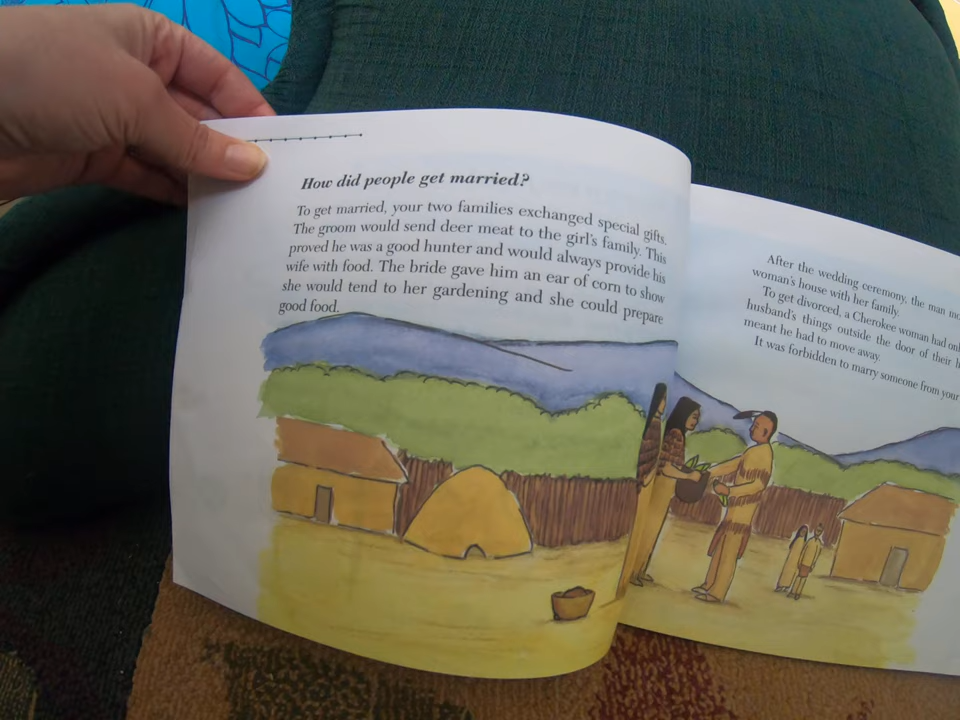 How did people get married?
To get married, your two families exchanged special gifts.
The groom would send deer meat to the girl's family. This
proved he was a good hunter and would always provide his
wife with food. The bride gave him an ear of corn to show
she would tend to her gardening and she could prepare
good food.
After the wedding ceremony, the man
woman's house with her family.
To get divorced, a Cherokee woman had
husband's things outside the door of their
meant he had to move away.
It was forbidden to marry someone from your